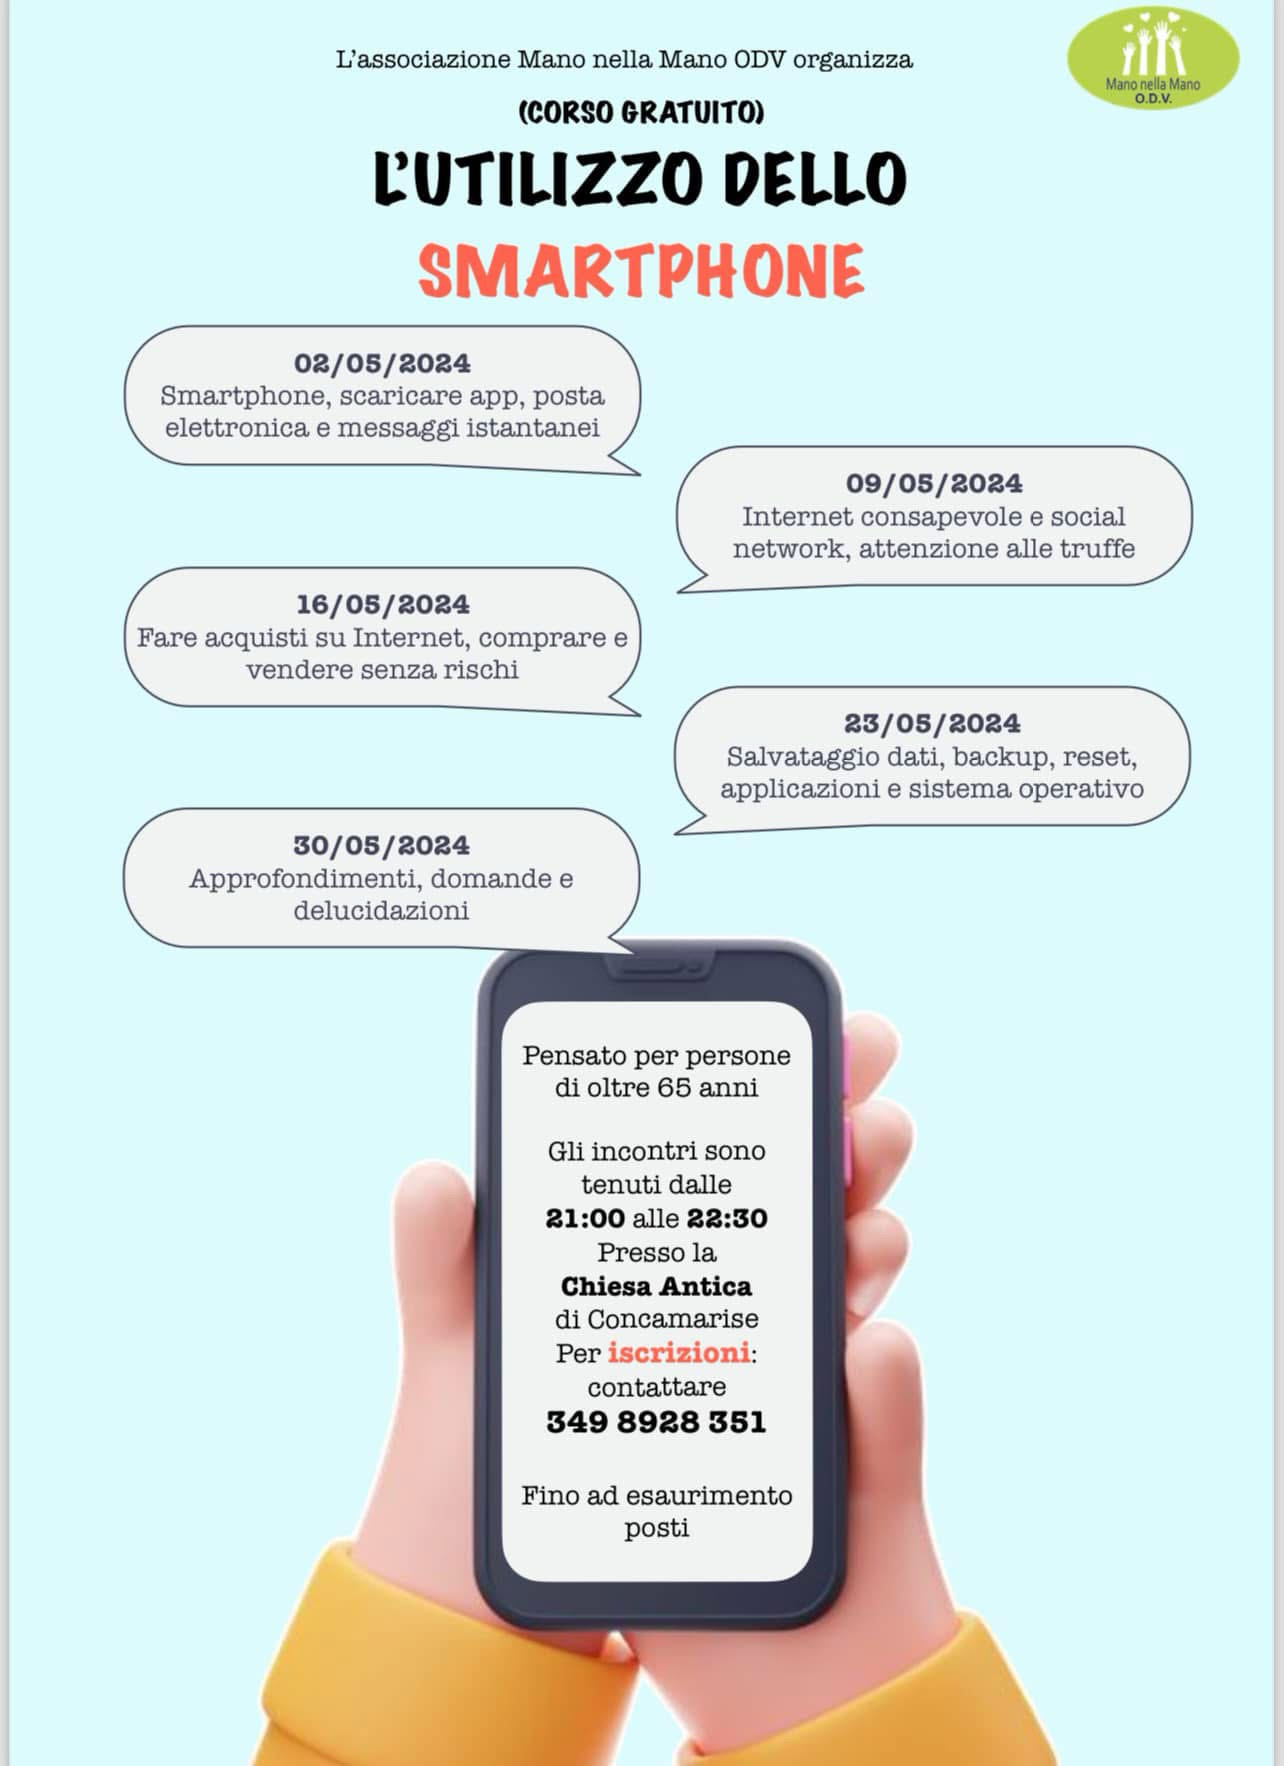 L'associazione Mano nella Mano ODV organizza
Mano nella Mano
O.D.V.
(CORSO GRATUITO)
L'UTILIZZO DELLO
SMARTPHONE
02/05/2024
Smartphone, scaricare app, posta
elettronica e messaggi istantanei
09/05/2024
Internet consapevole e social
network, attenzione alle truffe
16/05/2024
Fare acquisti su Internet, comprare e
vendere senza rischi
23/05/2024
Salvataggio dati, backup, reset,
applicazioni e sistema operativo
30/05/2024
Approfondimenti, domande e
delucidazioni
Pensato per persone
di oltre 65 anni
Gli incontri sono
tenuti dalle
21:00 alle 22:30
Presso la
Chiesa Antica
di Concamarise
Per iscrizioni:
contattare
349 8928 351
Fino ad esaurimento
posti